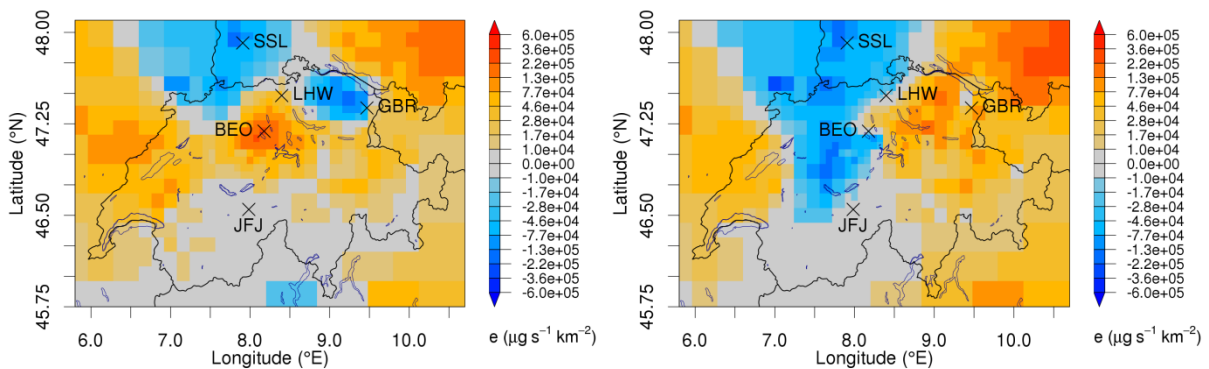 48.00
47.25
46.50
45.75
Latitude (°N)
SSL
LHW
GBR
BEO
JFJ
6.0 7.0 8.0 9.0 10.0
Longitude (°E)
6.0e+05
3.6e+05
2.2e+05
1.3e+05
7.7e+04
4.6e+04
2.8e+04
1.7e+04
1.0e+04
0.0e+00
-1.0e+04
-1.7e+04
-2.8e+04
-4.6e+04
-7.7e+04
-1.3e+05
-2.2e+05
-3.6e+05
-6.0e+05
e (μg s⁻¹ km⁻²)
48.00
47.25
46.50
45.75
Latitude (°N)
SSL
LHW
GBR
BEO
JFJ
6.0 7.0 8.0 9.0 10.0
Longitude (°E)
6.0e+05
3.6e+05
2.2e+05
1.3e+05
7.7e+04
4.6e+04
2.8e+04
1.7e+04
1.0e+04
0.0e+00
-1.0e+04
-1.7e+04
-2.8e+04
-4.6e+04
-7.7e+04
-1.3e+05
-2.2e+05
-3.6e+05
-6.0e+05
e (μg s⁻¹ km⁻²)